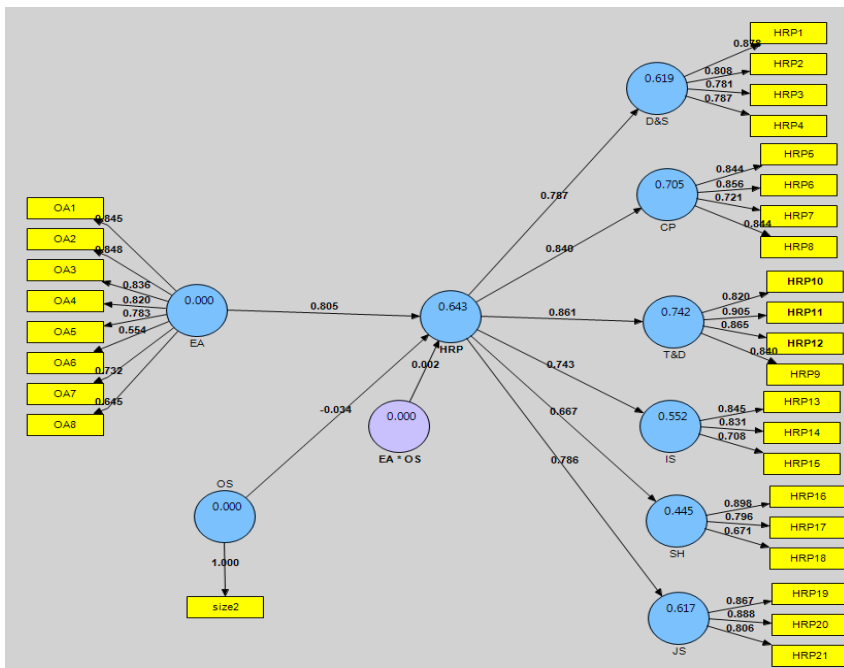 HRP1
0.878
0.619
HRP2
0.808
0.781
HRP3
0.787
HRP4
D&S
HRP5
0.844
0.856
HRP6
0.705
0.721
HRP7
0.844
CP
HRP8
0.787
0.840
OA1
0.845
OA2
0.848
OA3
0.836
OA4
0.820
OA5
0.783
0.554
OA6
OA7
0.732
OA8
0.645
0.000
EA
0.805
0.643
HRP
0.861
HRP10
0.820
HRP11
0.905
0.742
0.865
HRP12
0.840
T&D
HRP9
0.002
0.743
0.667
0.786
-0.034
0.000
EA * OS
HRP13
0.845
0.552
0.831
HRP14
0.708
IS
HRP15
OS
0.000
1.000
size2
HRP16
0.898
0.445
0.796
HRP17
0.671
SH
HRP18
HRP19
0.867
0.617
0.888
HRP20
0.806
JS
HRP21